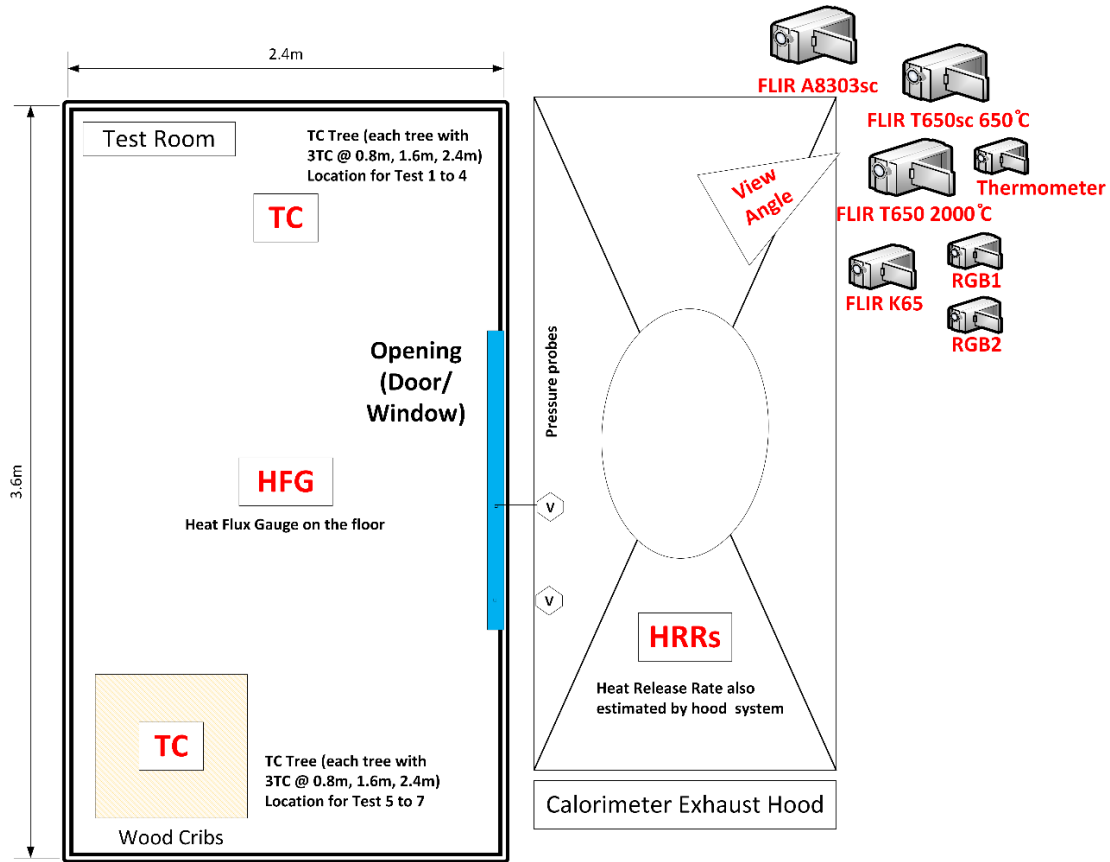 2.4m
3.6m
Test Room
TC Tree (each tree with
3TC @ 0.8m, 1.6m, 2.4m)
Location for Test 1 to 4
TC
Opening
(Door/
Window)
HFG
Heat Flux Gauge on the floor
TC
TC Tree (each tree with
3TC @ 0.8m, 1.6m, 2.4m)
Location for Test 5 to 7
Wood Cribs
Pressure probes
V
V
View
Angle
HRRs
Heat Release Rate also
estimated by hood system
Calorimeter Exhaust Hood
FLIR A8303sc
FLIR T650sc 650℃
FLIR T650 2000℃
Thermometer
FLIR K65
RGB1
RGB2